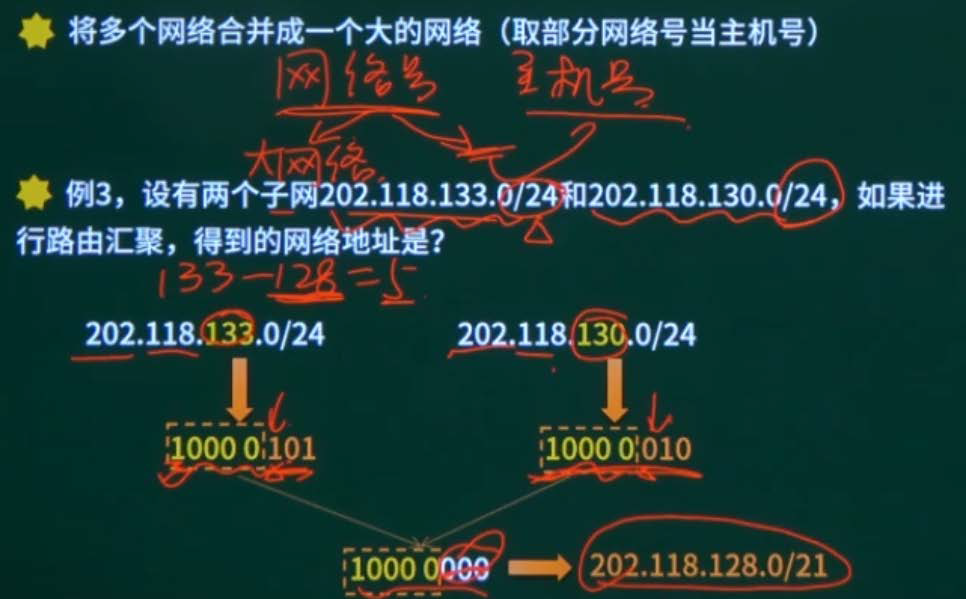 将多个网络合并成一个大的网络（取部分网络号当主机号）
网络号 主机号
大网络
例3，设有两个子网202.118.133.0/24和202.118.130.0/24，如果进
行路由汇聚，得到的网络地址是？
133-128=5
202.118.133.0/24 202.118.130.0/24
1000 0101 1000 0010
1000 0000 202.118.128.0/21